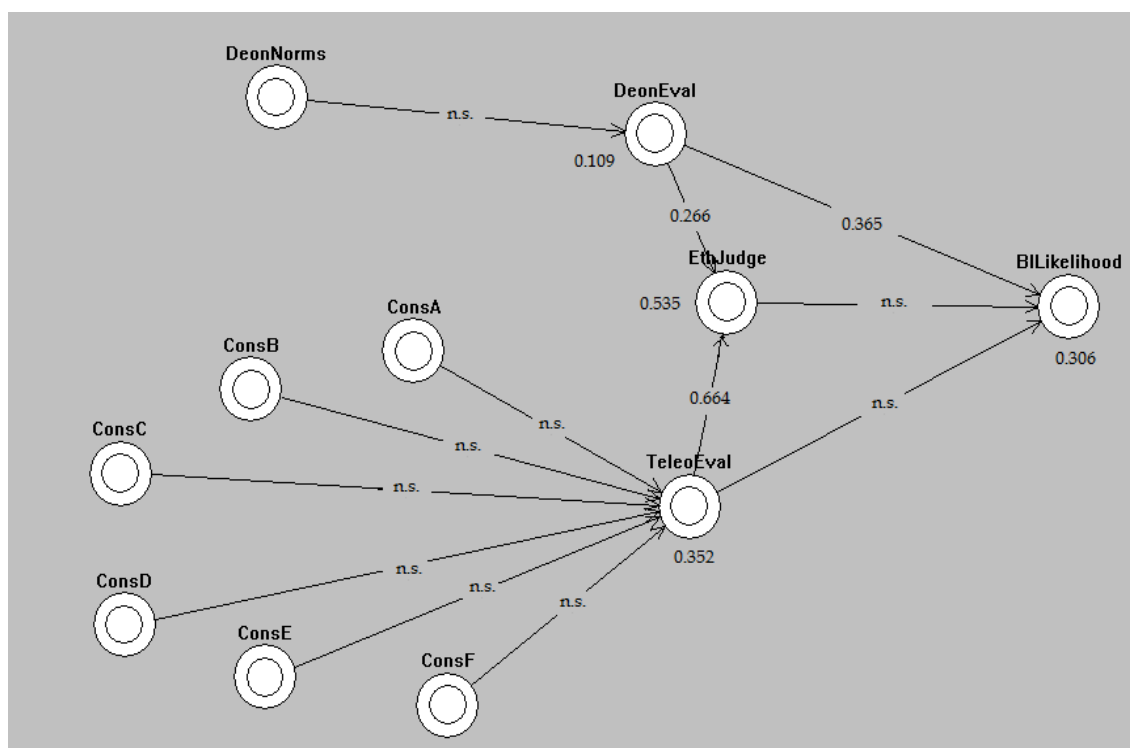 DeonNorms
DeonEval
n.s.
0.109
0.266
0.365
EthJudge
BILikelihood
0.535
n.s.
ConsA
0.306
ConsB
0.664
n.s.
n.s.
ConsC
n.s.
TeleoEval
n.s.
0.352
ConsD
n.s.
n.s.
n.s.
ConsE
ConsF